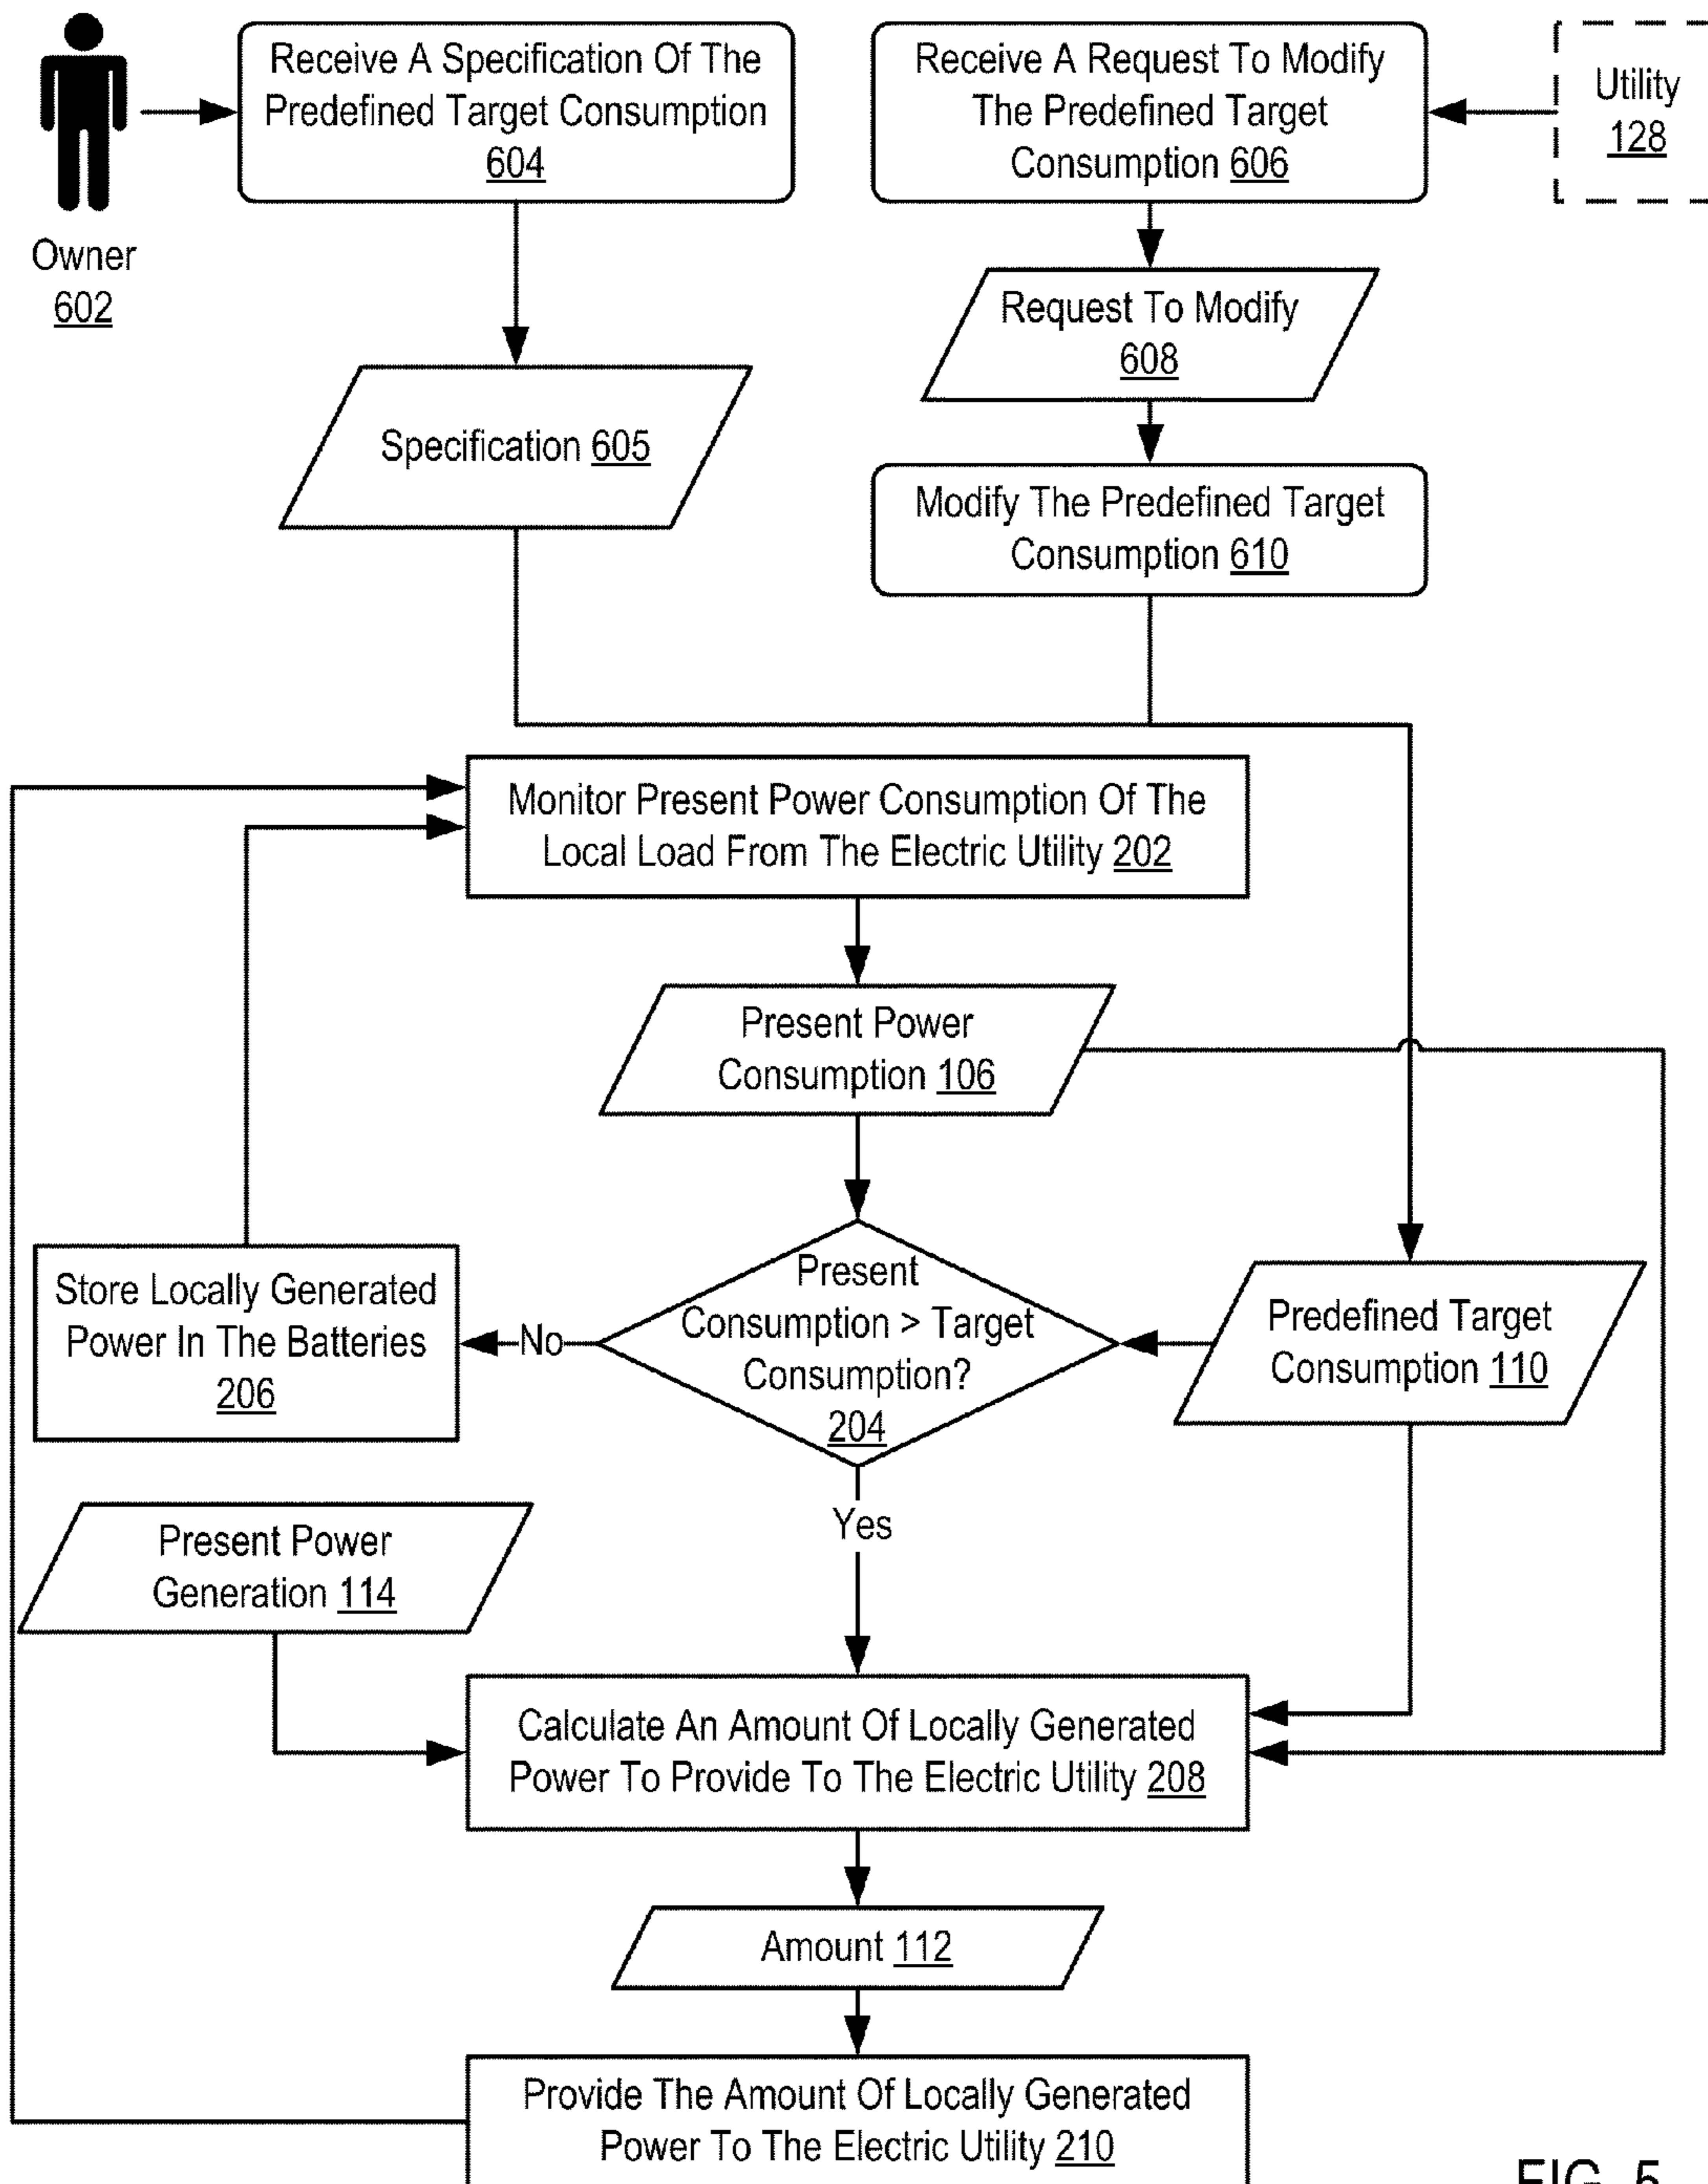 Receive A Specification Of The
Predefined Target Consumption
604
Receive A Request To Modify
The Predefined Target
Consumption 606
Utility
128
Owner
602
Request To Modify
608
Specification 605
Modify The Predefined Target
Consumption 610
Monitor Present Power Consumption Of The
Local Load From The Electric Utility 202
Present Power
Consumption 106
Present
Consumption > Target
Consumption?
204
No
Store Locally Generated
Power In The Batteries
206
Predefined Target
Consumption 110
Yes
Present Power
Generation 114
Calculate An Amount Of Locally Generated
Power To Provide To The Electric Utility 208
Amount 112
Provide The Amount Of Locally Generated
Power To The Electric Utility 210
FIG. 5